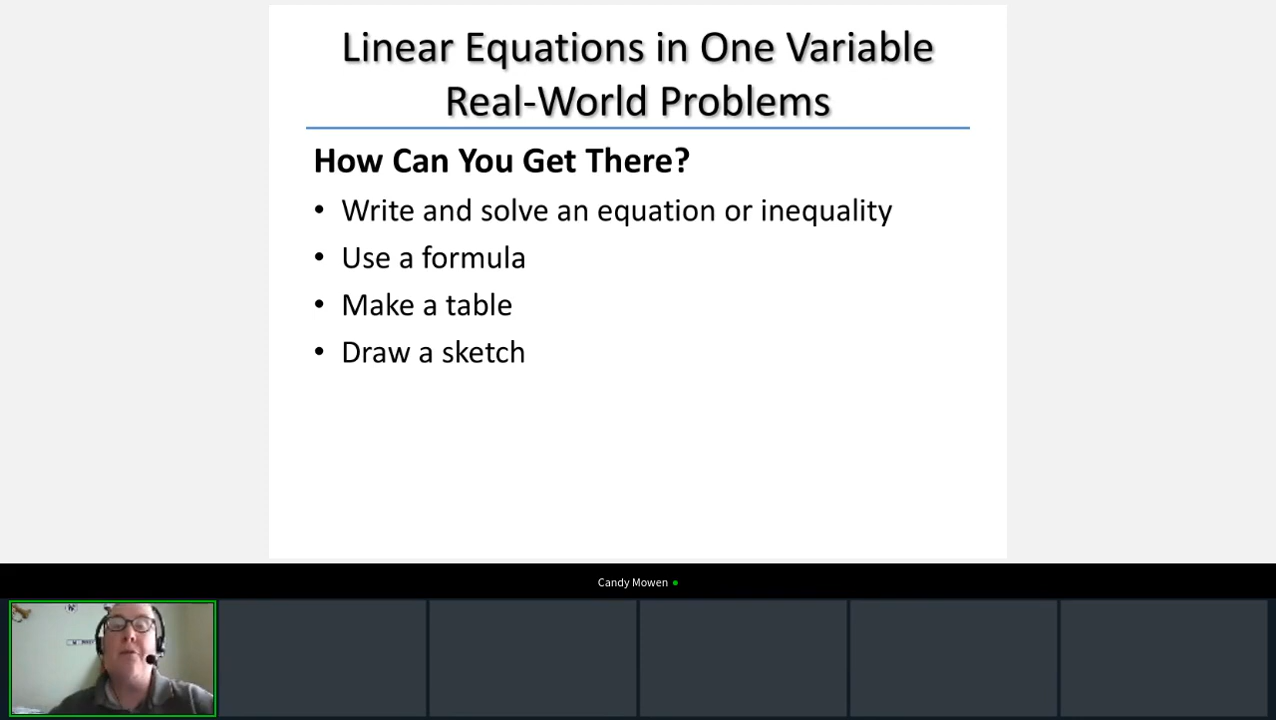 Linear Equations in One Variable
Real-World Problems
How Can You Get There?
• Write and solve an equation or inequality
• Use a formula
• Make a table
• Draw a sketch
Candy Mowen